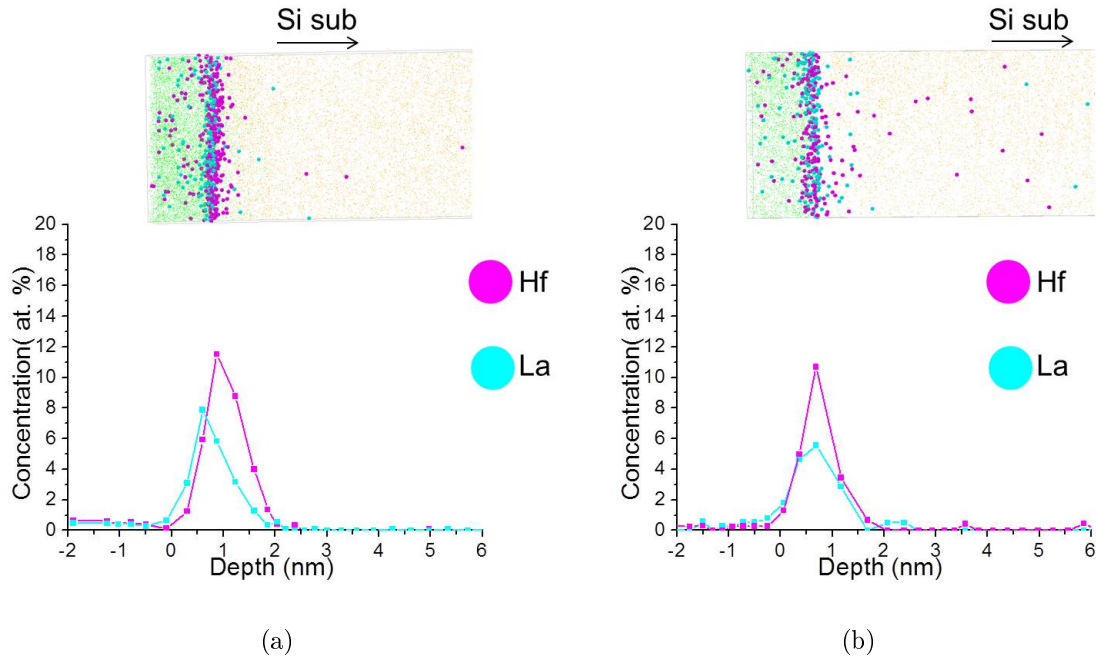 Si sub
20
18
16
14
12
10
8
6
4
2
0
Concentration( at. %)
-2 -1 0 1 2 3 4 5 6
Depth (nm)
Hf
La
(a)
Si sub
20
18
16
14
12
10
8
6
4
2
0
Concentration( at. %)
-2 -1 0 1 2 3 4 5 6
Depth (nm)
Hf
La
(b)